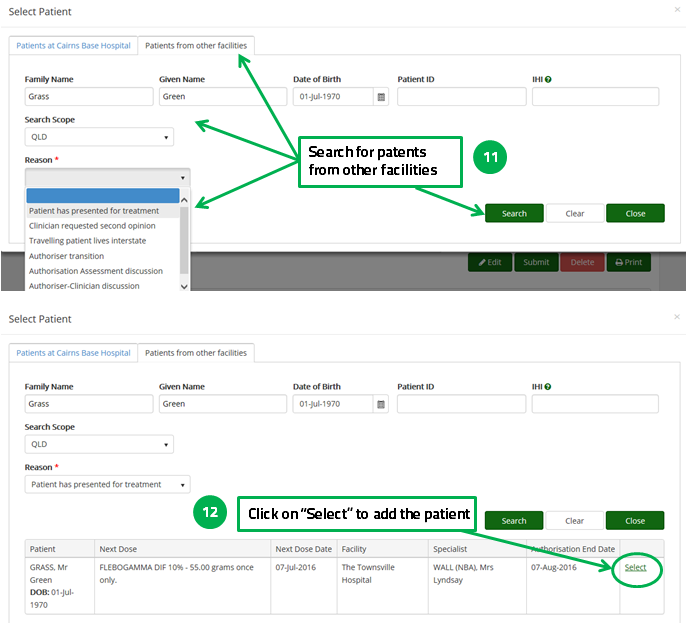 Select Patient ×
Patients at Cairns Base Hospital Patients from other facilities
Family Name Given Name Date of Birth Patient ID IHI ?
Grass Green 01-Jul-1970
Search Scope
QLD
Reason *
Search for patents
from other facilities
11
Patient has presented for treatment
Clinician requested second opinion
Travelling patient lives interstate
Authoriser transition
Authorisation Assessment discussion
Authoriser-Clinician discussion
Search Clear Close
Edit Submit Delete Print
Select Patient ×
Patients at Cairns Base Hospital Patients from other facilities
Family Name Given Name Date of Birth Patient ID IHI ?
Grass Green 01-Jul-1970
Search Scope
QLD
Reason *
Patient has presented for treatment
12 Click on "Select" to add the patient
Search Clear Close
Patient Next Dose Next Dose Date Facility Specialist Authorisation End Date
GRASS, Mr FLEBOGAMMA DIF 10% - 55.00 grams once 07-Jul-2016 The Townsville WALL (NBA), Mrs 07-Aug-2016 Select
Green only. Hospital Lyndsay
DOB: 01-Jul-
1970